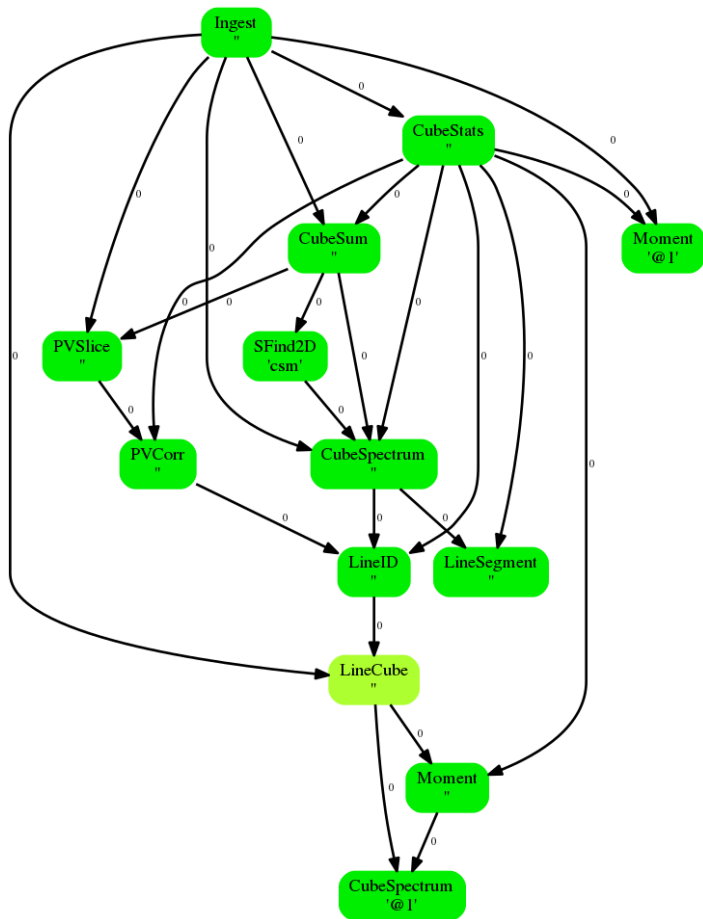 Ingest
''
0
CubeStats
''
0
0
0
0
0
CubeSum
''
Moment
'@1'
0
0
0
0
0
0
PVSlice
''
SFind2D
'csm'
0
0
0
0
0
PVCorr
''
CubeSpectrum
''
0
0
0
0
LineID
''
LineSegment
''
0
LineCube
''
0
Moment
''
0
0
CubeSpectrum
'@1'